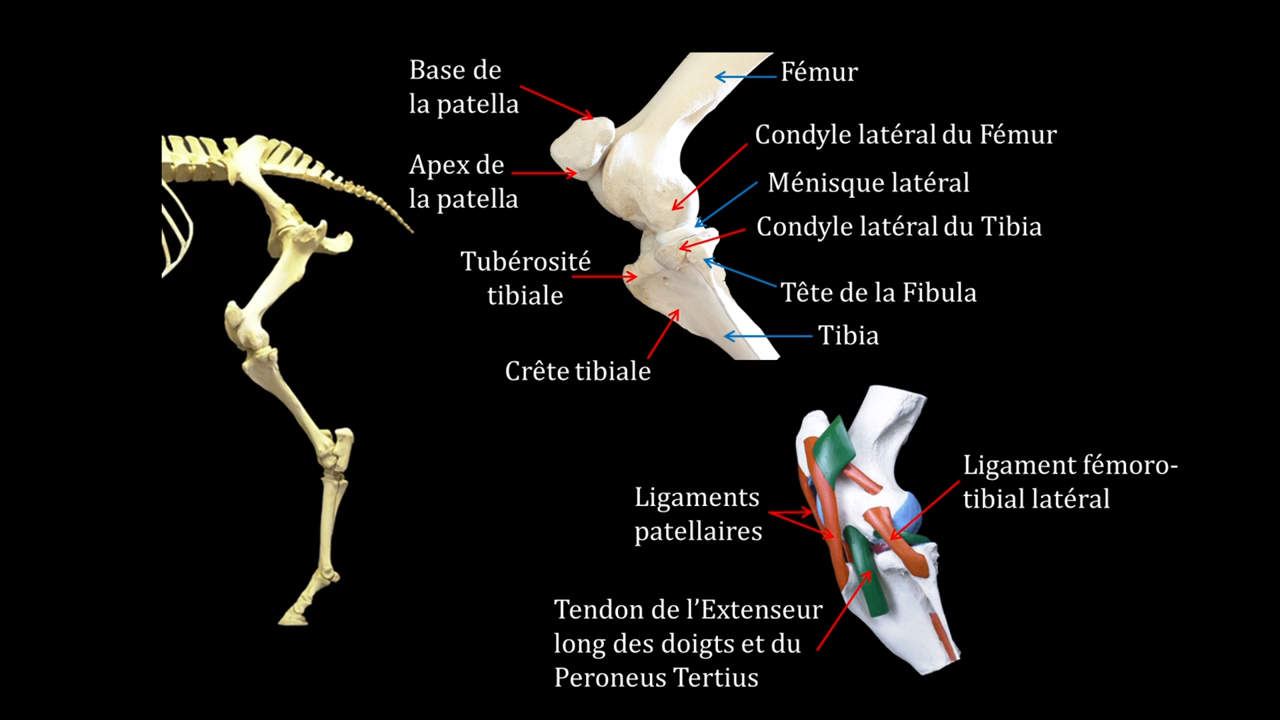 Base de
la patella
Fémur
Condyle latéral du Fémur
Apex de
la patella
Ménisque latéral
Condyle latéral du Tibia
Tubérosité
tibiale
Tête de la Fibula
Tibia
Crête tibiale
Ligament fémoro-
tibial latéral
Ligaments
patellaires
Tendon de l’Extenseur
long des doigts et du
Peroneus Tertius